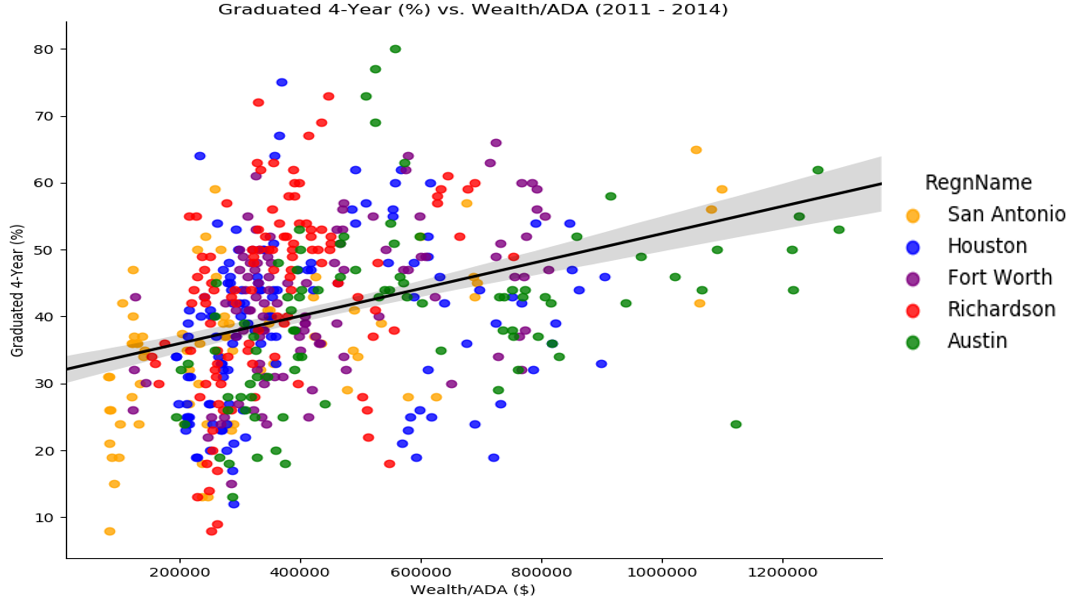 Graduated 4-Year (%) vs. Wealth/ADA (2011 - 2014)
80
70
60
50
40
30
20
10
Graduated 4-Year (%)
200000 400000 600000 800000 1000000 1200000
Wealth/ADA ($)
RegnName
San Antonio
Houston
Fort Worth
Richardson
Austin